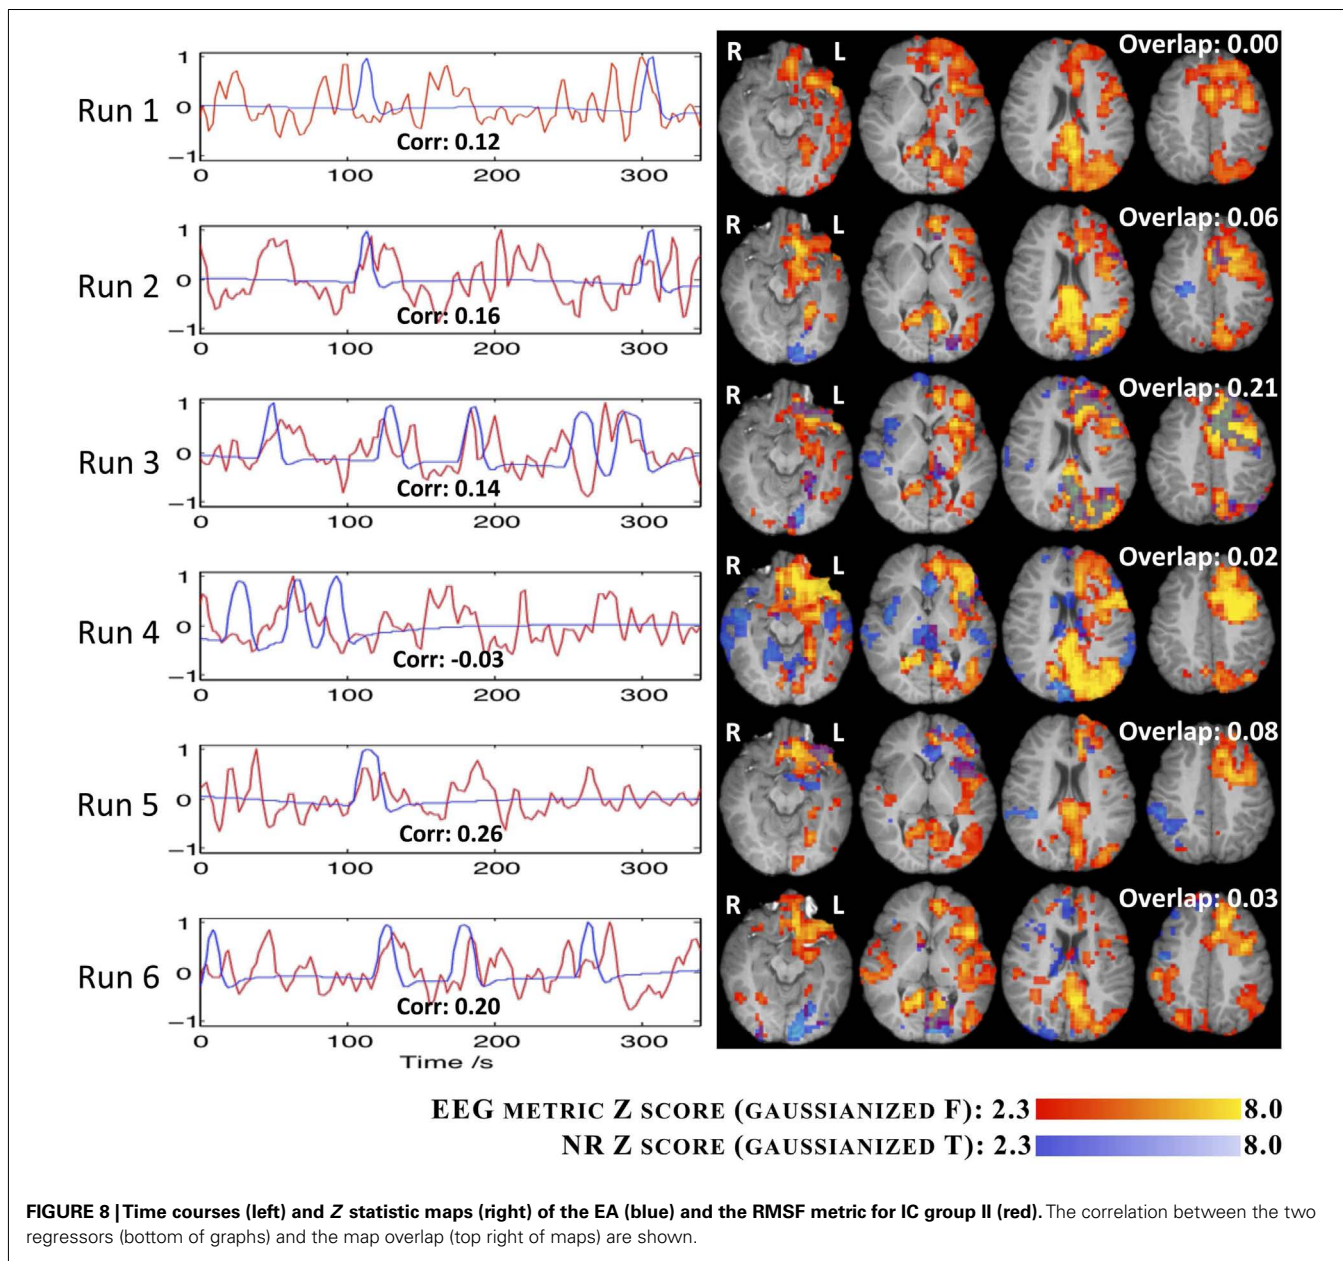 Run 1
1
0
−1
0
100
200
300
Corr: 0.12
R
L
Overlap: 0.00
Run 2
1
0
−1
0
100
200
300
Corr: 0.16
R
L
Overlap: 0.06
Run 3
1
0
−1
0
100
200
300
Corr: 0.14
R
L
Overlap: 0.21
Run 4
1
0
−1
0
100
200
300
Corr: -0.03
R
L
Overlap: 0.02
Run 5
1
0
−1
0
100
200
300
Corr: 0.26
R
L
Overlap: 0.08
Run 6
1
0
−1
0
100
200
300
Corr: 0.20
R
L
Overlap: 0.03
Time /s
EEG METRIC Z SCORE (GAUSSIANIZED F): 2.3 8.0
NR Z SCORE (GAUSSIANIZED T): 2.3 8.0
FIGURE 8 | Time courses (left) and Z statistic maps (right) of the EA (blue) and the RMSF metric for IC group II (red). The correlation between the two
regressors (bottom of graphs) and the map overlap (top right of maps) are shown.